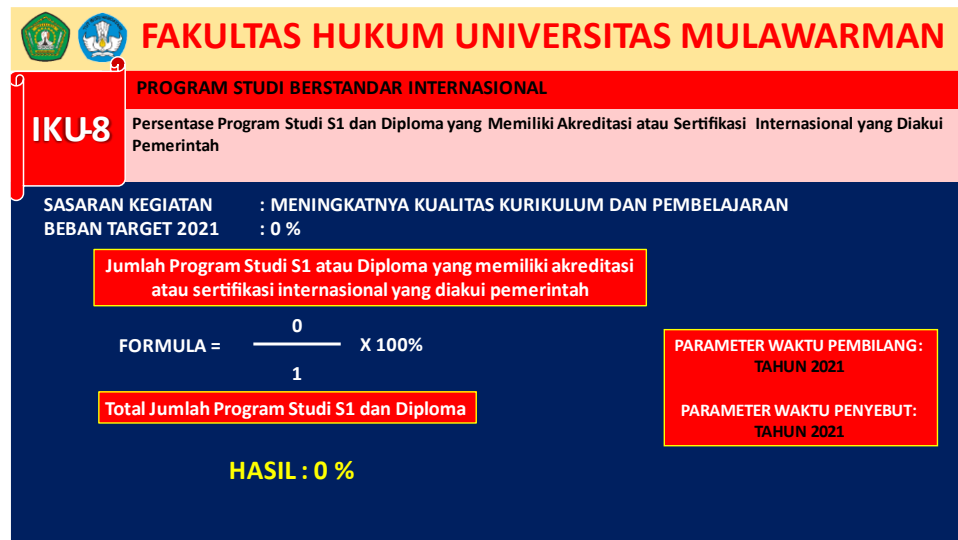 FAKULTAS HUKUM UNIVERSITAS MULAWARMAN
PROGRAM STUDI BERSTANDAR INTERNASIONAL
IKU-8
Persentase Program Studi S1 dan Diploma yang Memiliki Akreditasi atau Sertifikasi Internasional yang Diakui
Pemerintah
SASARAN KEGIATAN : MENINGKATNYA KUALITAS KURIKULUM DAN PEMBELAJARAN
BEBAN TARGET 2021 : 0 %
Jumlah Program Studi S1 atau Diploma yang memiliki akreditasi
atau sertifikasi internasional yang diakui pemerintah
0
FORMULA = X 100%
1
Total Jumlah Program Studi S1 dan Diploma
PARAMETER WAKTU PEMBILANG:
TAHUN 2021
PARAMETER WAKTU PENYEBUT:
TAHUN 2021
HASIL : 0 %